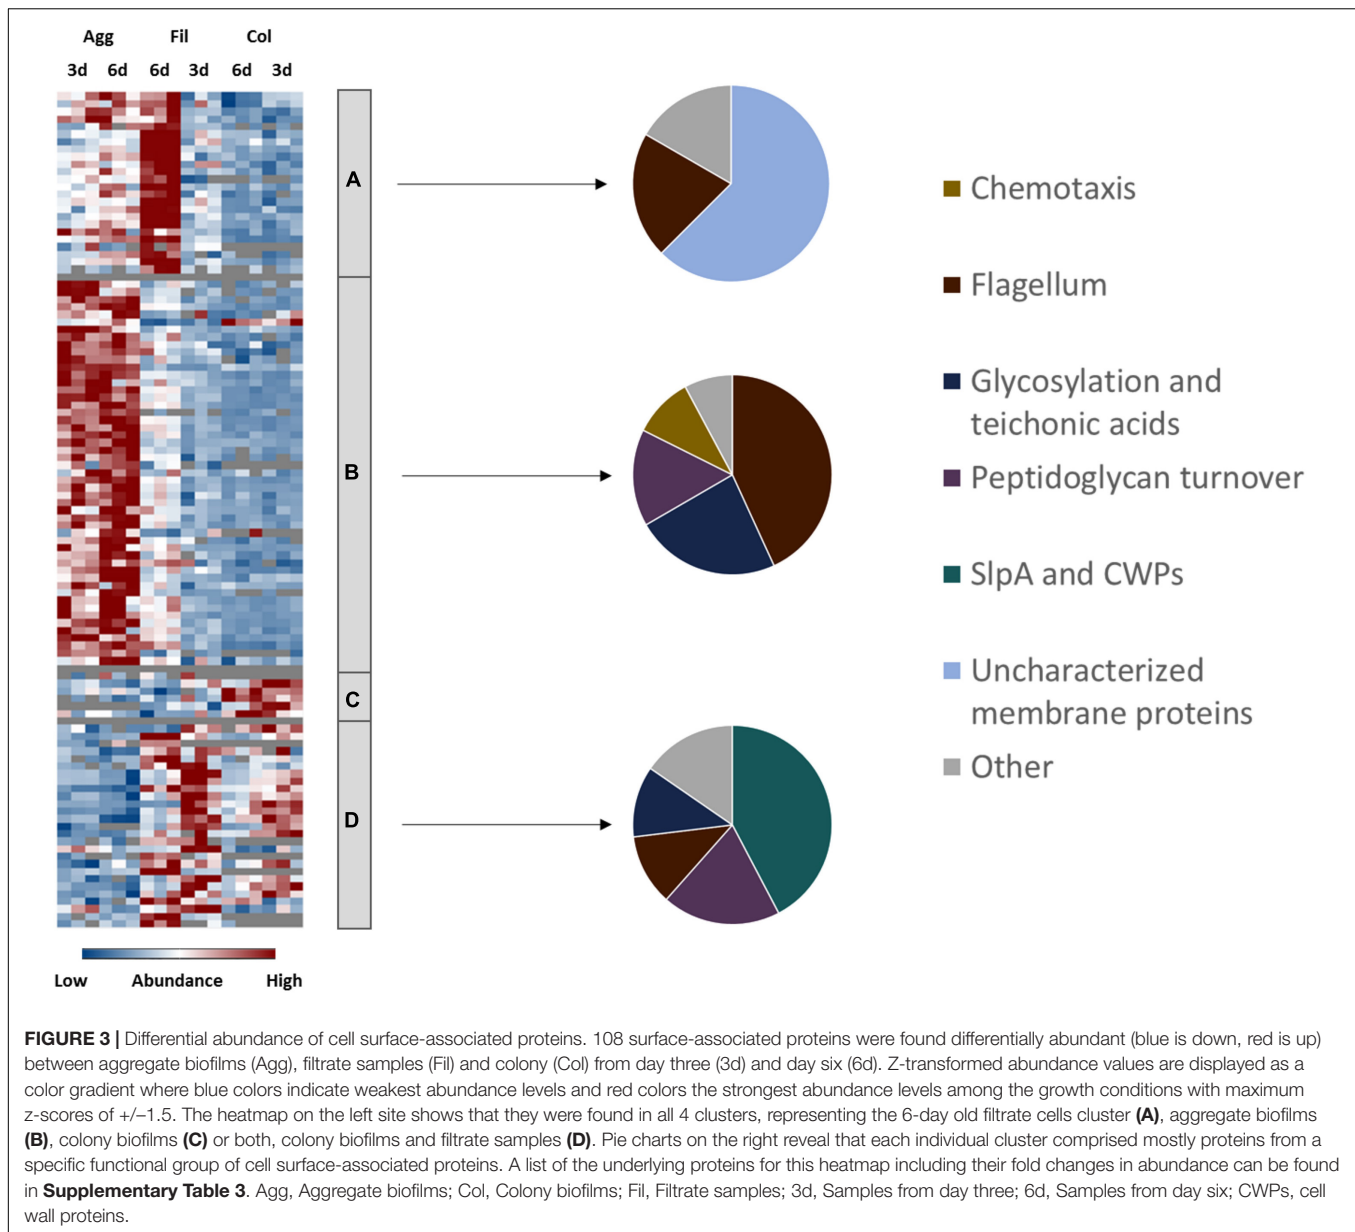 Agg Fil Col
3d 6d 6d 3d 6d 3d
A
B
C
D
Low Abundance High
Chemotaxis
Flagellum
Glycosylation and
teichonic acids
Peptidoglycan turnover
SlpA and CWPs
Uncharacterized
membrane proteins
Other
FIGURE 3 | Differential abundance of cell surface-associated proteins. 108 surface-associated proteins were found differentially abundant (blue is down, red is up)
between aggregate biofilms (Agg), filtrate samples (Fil) and colony (Col) from day three (3d) and day six (6d). Z-transformed abundance values are displayed as a
color gradient where blue colors indicate weakest abundance levels and red colors the strongest abundance levels among the growth conditions with maximum
z-scores of +/–1.5. The heatmap on the left site shows that they were found in all 4 clusters, representing the 6-day old filtrate cells cluster (A), aggregate biofilms
(B), colony biofilms (C) or both, colony biofilms and filtrate samples (D). Pie charts on the right reveal that each individual cluster comprised mostly proteins from a
specific functional group of cell surface-associated proteins. A list of the underlying proteins for this heatmap including their fold changes in abundance can be found
in Supplementary Table 3. Agg, Aggregate biofilms; Col, Colony biofilms; Fil, Filtrate samples; 3d, Samples from day three; 6d, Samples from day six; CWPs, cell
wall proteins.